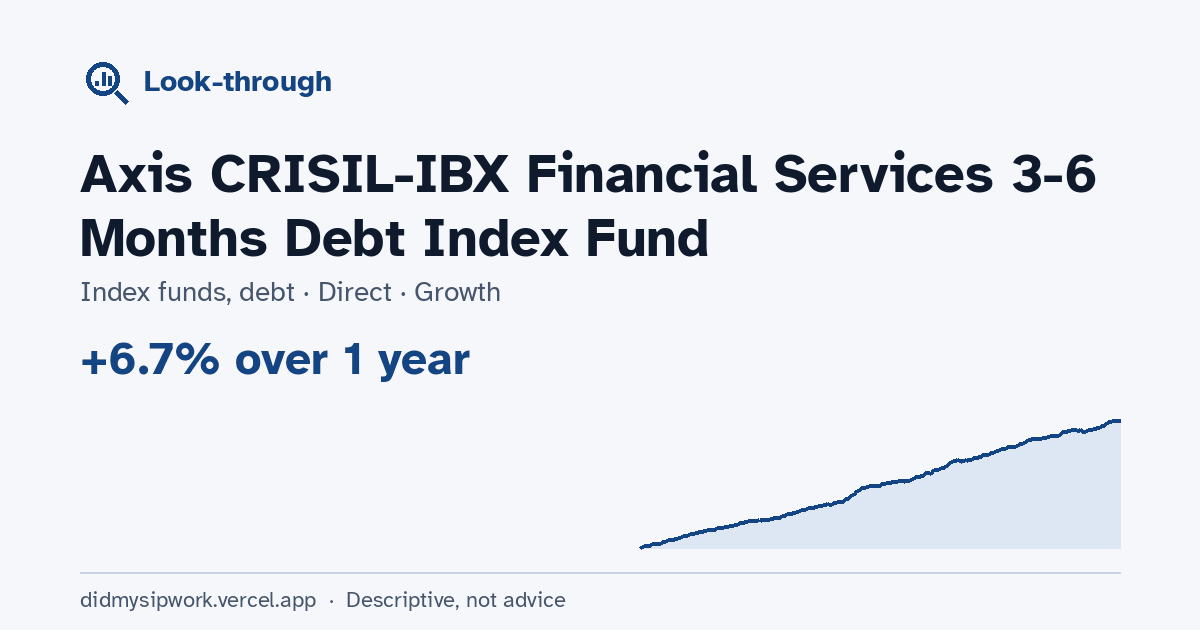 Look-through
Axis CRISIL-IBX Financial Services 3-6
Months Debt Index Fund
Index funds, debt · Direct · Growth
+6.7% over 1 year
didmysipwork.vercel.app · Descriptive, not advice